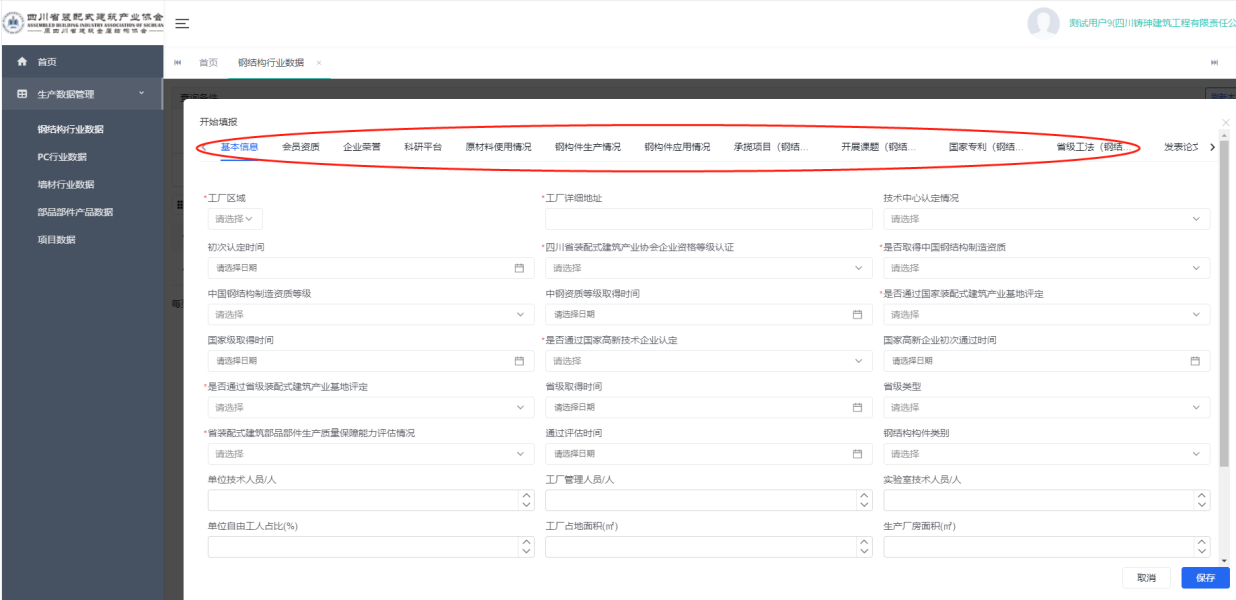 四川省装配式建筑产业协会
ASSEMBLED BUILDING INDUSTRY ASSOCIATION OF SICHUAN
原四川省建筑金属结构协会
测试用户9(四川铸珅建筑工程有限责任公
首页
首页 钢结构行业数据 ×
生产数据管理
钢结构行业数据
PC行业数据
墙材行业数据
部品部件产品数据
项目数据
查询条件
开始填报
基本信息 会员资质 企业荣誉 科研平台 原材料使用情况 钢构件生产情况 钢构件应用情况 承揽项目（钢结... 开展课题（钢结... 国家专利（钢结... 省级工法（钢结... 发表论文
*工厂区域 *工厂详细地址 技术中心认定情况
请选择 请选择
初次认定时间 *四川省装配式建筑产业协会企业资格等级认证 *是否取得中国钢结构制造资质
请选择日期 请选择 请选择
中国钢结构制造资质等级 中钢资质等级取得时间 *是否通过国家装配式建筑产业基地评定
请选择 请选择日期 请选择
国家级取得时间 *是否通过国家高新技术企业认定 国家高新企业初次通过时间
请选择日期 请选择 请选择日期
*是否通过省级装配式建筑产业基地评定 省级取得时间 省级类型
请选择 请选择日期 请选择
*省装配式建筑部品部件生产质量保障能力评估情况 通过评估时间 钢结构构件类别
请选择 请选择日期 请选择
单位技术人员/人 工厂管理人员/人 实验室技术人员/人
单位自由工人占比(%) 工厂占地面积(㎡) 生产厂房面积(㎡)
取消 保存